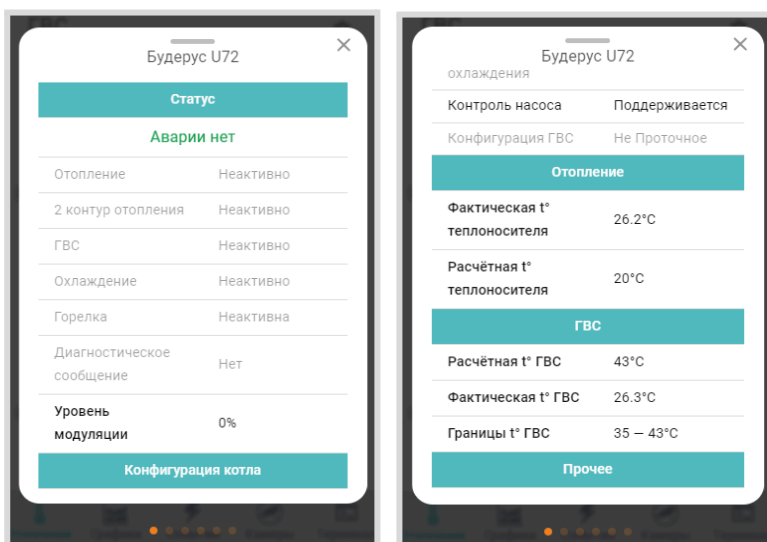 Будерус U72
Статус
Аварии нет
Отопление Неактивно
2 контур отопления Неактивно
ГВС Неактивно
Охлаждение Неактивно
Горелка Неактивна
Диагностическое
сообщение Нет
Уровень
модуляции 0%
Конфигурация котла
Будерус U72
охлаждения
Контроль насоса Поддерживается
Конфигурация ГВС Не Проточное
Отопление
Фактическая t°
теплоносителя 26.2°C
Расчётная t°
теплоносителя 20°C
ГВС
Расчётная t° ГВС 43°C
Фактическая t° ГВС 26.3°C
Границы t° ГВС 35 — 43°C
Прочее